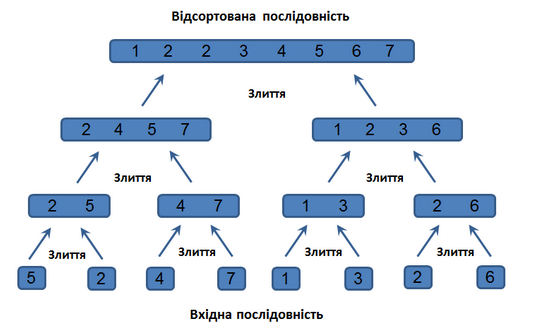 Відсортована послідовність
1 2 2 3 4 5 6 7
Злиття
2 4 5 7
1 2 3 6
Злиття
Злиття
2 5
4 7
1 3
2 6
Злиття
Злиття
Злиття
Злиття
5
2
4
7
1
3
2
6
Вхідна послідовність